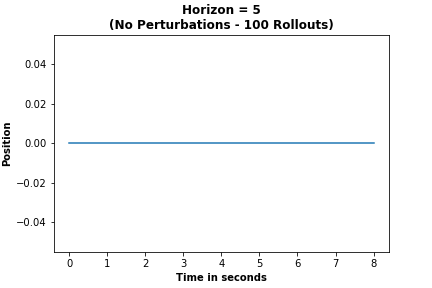 Horizon = 5
(No Perturbations - 100 Rollouts)
0.04
0.02
0.00
−0.02
−0.04
Position
0 1 2 3 4 5 6 7 8
Time in seconds